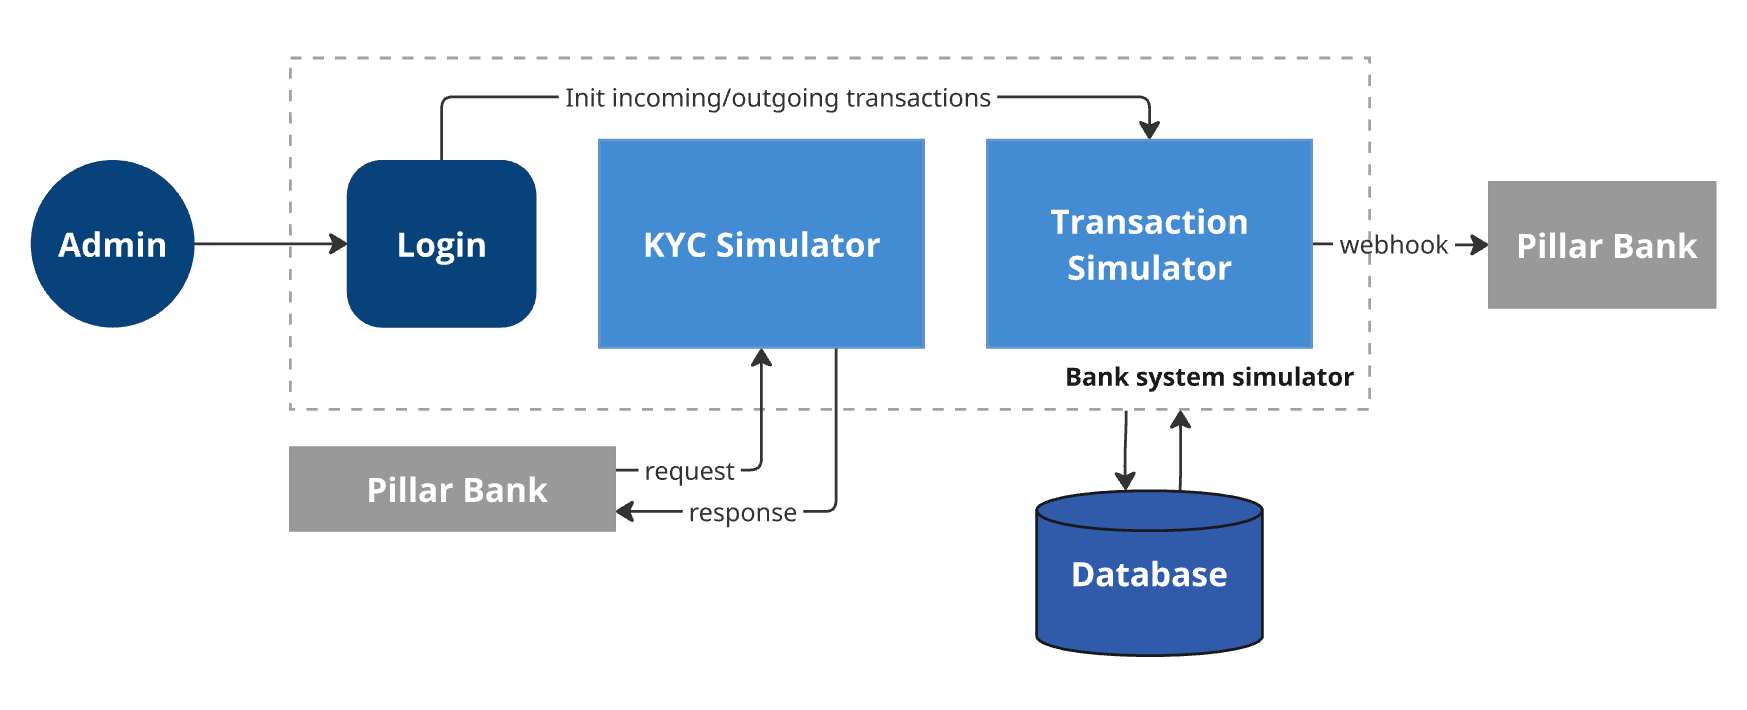 Init incoming/outgoing transactions
Admin
Login
KYC Simulator
Transaction
Simulator
webhook
Pillar Bank
Bank system simulator
Pillar Bank
request
response
Database